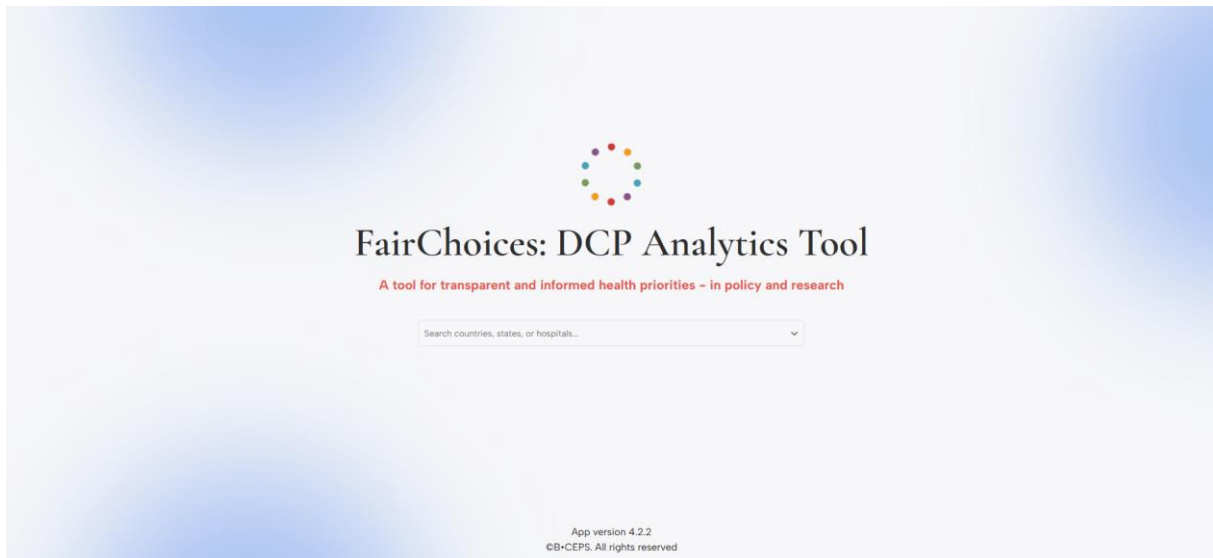 FairChoices: DCP Analytics Tool
A tool for transparent and informed health priorities - in policy and research
Search countries, states, or hospitals...
App version 4.2.2
©B•CEPS. All rights reserved